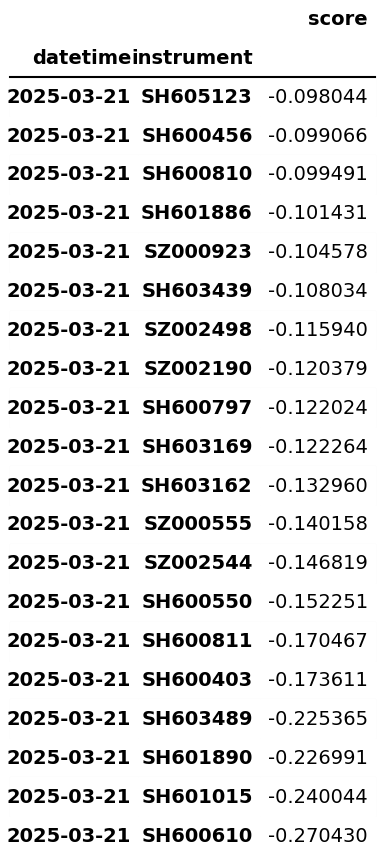 score
datetime instrument
2025-03-21 SH605123 -0.098044
2025-03-21 SH600456 -0.099066
2025-03-21 SH600810 -0.099491
2025-03-21 SH601886 -0.101431
2025-03-21 SZ000923 -0.104578
2025-03-21 SH603439 -0.108034
2025-03-21 SZ002498 -0.115940
2025-03-21 SZ002190 -0.120379
2025-03-21 SH600797 -0.122024
2025-03-21 SH603169 -0.122264
2025-03-21 SH603162 -0.132960
2025-03-21 SZ000555 -0.140158
2025-03-21 SZ002544 -0.146819
2025-03-21 SH600550 -0.152251
2025-03-21 SH600811 -0.170467
2025-03-21 SH600403 -0.173611
2025-03-21 SH603489 -0.225365
2025-03-21 SH601890 -0.226991
2025-03-21 SH601015 -0.240044
2025-03-21 SH600610 -0.270430